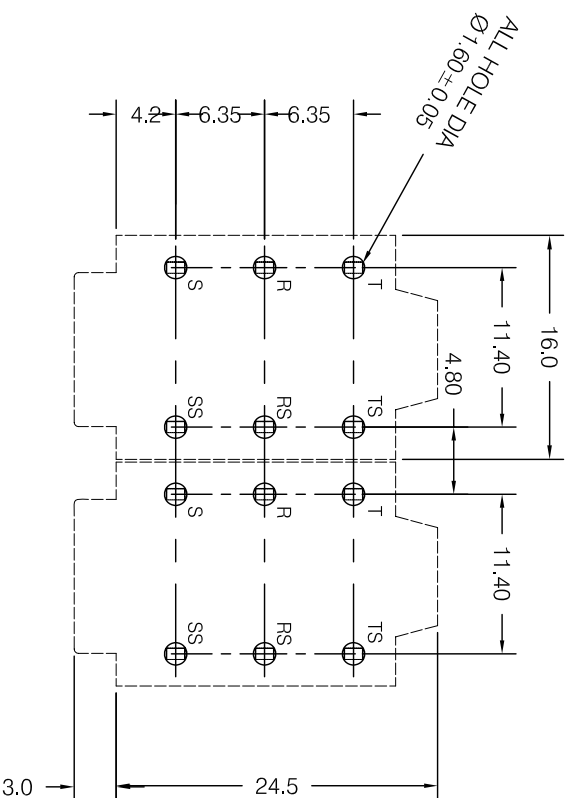 ALL HOLE DIA
Ø1.60±0.05
4.2
6.35
6.35
16.0
11.40
4.80
11.40
S
R
T
SS
RS
TS
S
R
T
SS
RS
TS
3.0
24.5